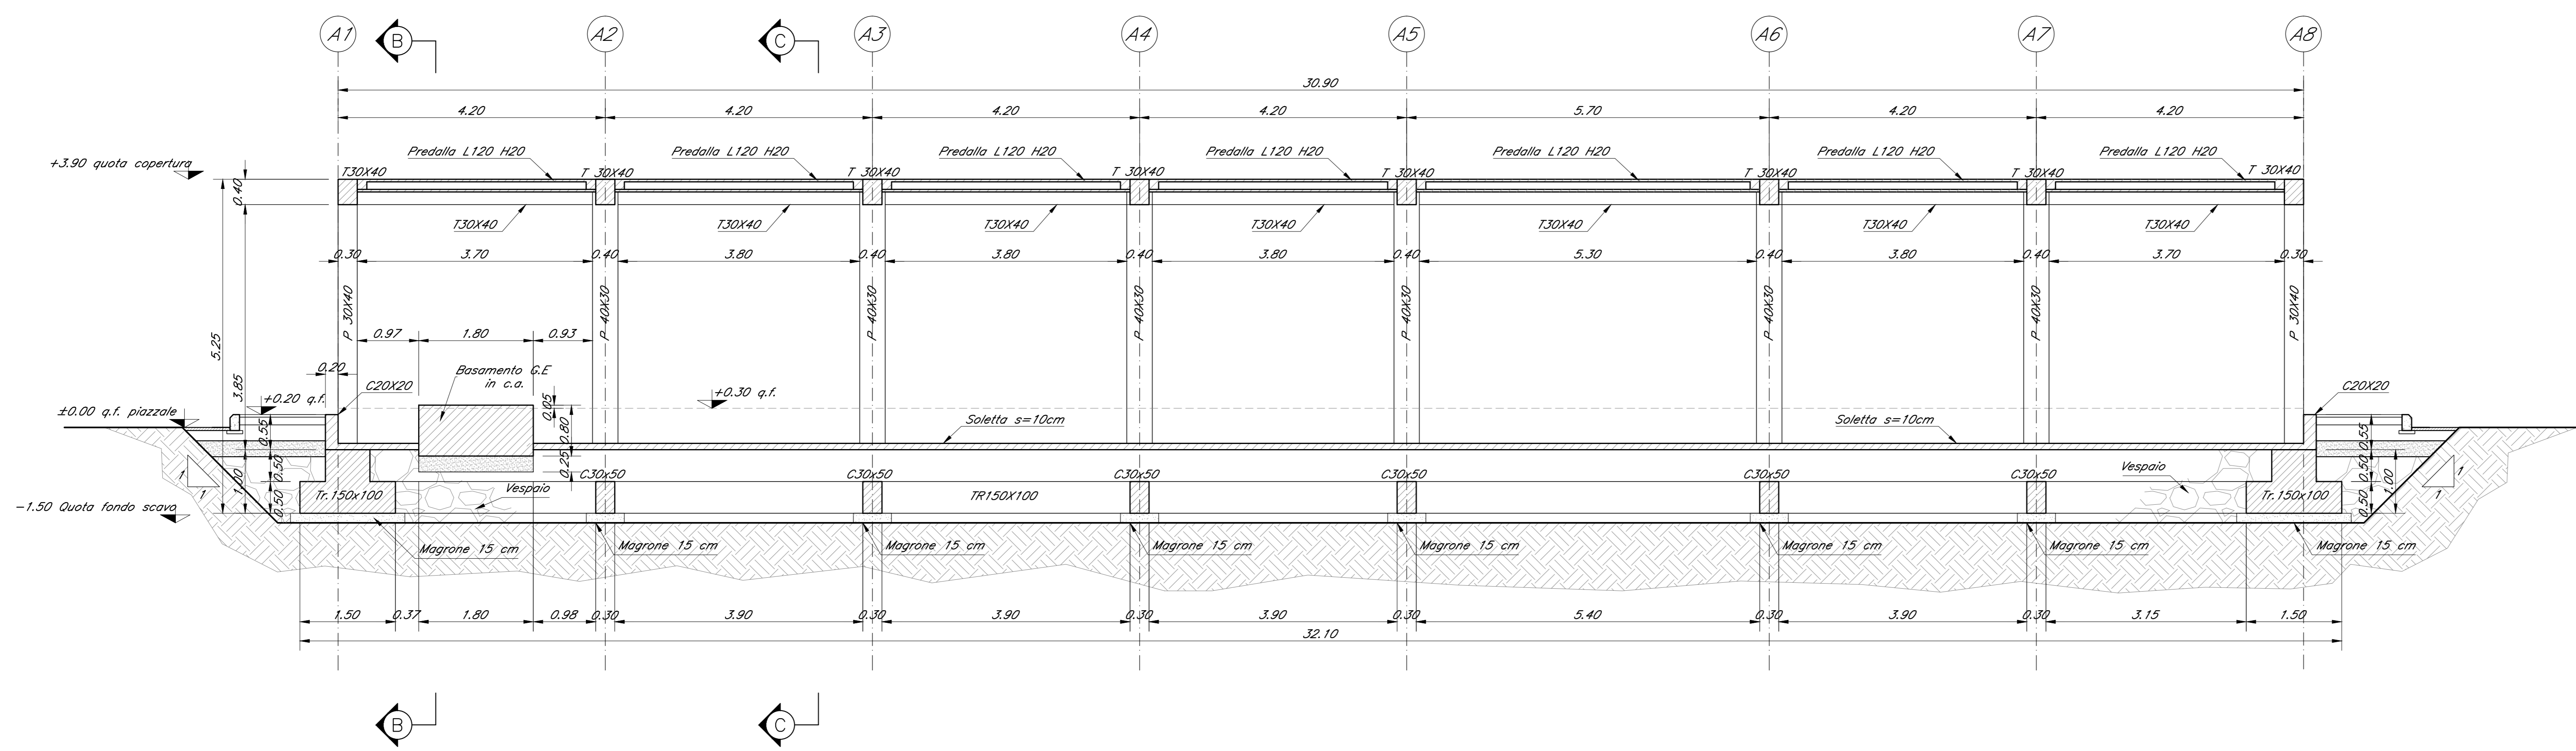 A1 B A2 C A3 A4 A5 A6 A7 A8
30.90
4.20 4.20 4.20 4.20 5.70 4.20 4.20
Predalla L120 H20 Predalla L120 H20 Predalla L120 H20 Predalla L120 H20 Predalla L120 H20 Predalla L120 H20 Predalla L120 H20
+3.90 quota copertura
T30X40 T 30X40 T 30X40 T 30X40 T 30X40 T 30X40 T 30X40 T 30X40
0.40
T30X40 T30X40 T30X40 T30X40 T30X40 T30X40 T30X40
0.30 3.70 0.40 3.80 0.40 3.80 0.40 3.80 0.40 5.30 0.40 3.80 0.40 3.70 0.30
P 30X40 P 40X30 P 40X30 P 40X30 P 40X30 P 40X30 P 40X30 P 30X40
5.25
3.85
0.97 1.80 0.93
0.20
C20X20
Basamento G.E
in c.a.
C20X20
+0.20 q.f.
+0.30 q.f.
±0.00 q.f. piazzale
0.05
0.80
0.25
Soletta s=10cm Soletta s=10cm
0.55
0.50
0.50
1.00
1
1
0.55
0.50
0.50
1.00
1
1
C30x50 C30x50 C30x50 C30x50 C30x50 C30x50
Vespaio Vespaio
Tr.150x100 TR150X100 Tr.150x100
-1.50 Quota fondo scavo
Magrone 15 cm Magrone 15 cm Magrone 15 cm Magrone 15 cm Magrone 15 cm Magrone 15 cm Magrone 15 cm Magrone 15 cm
1.50 0.37 1.80 0.98 0.30 3.90 0.30 3.90 0.30 3.90 0.30 5.40 0.30 3.90 0.30 3.15 1.50
32.10
B C